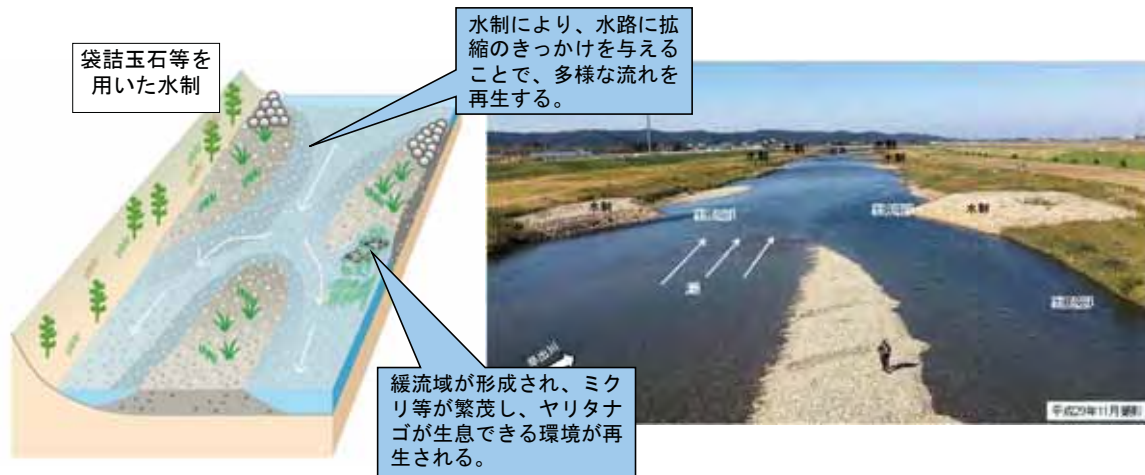 袋詰玉石等を
用いた水制
水制により、水路に拡
縮のきっかけを与える
ことで、多様な流れを
再生する。
水制
水制
緩流域が形成され、ミク
リ等が繁茂し、ヤリタナ
ゴが生息できる環境が再
生される。
平成29年11月撮影